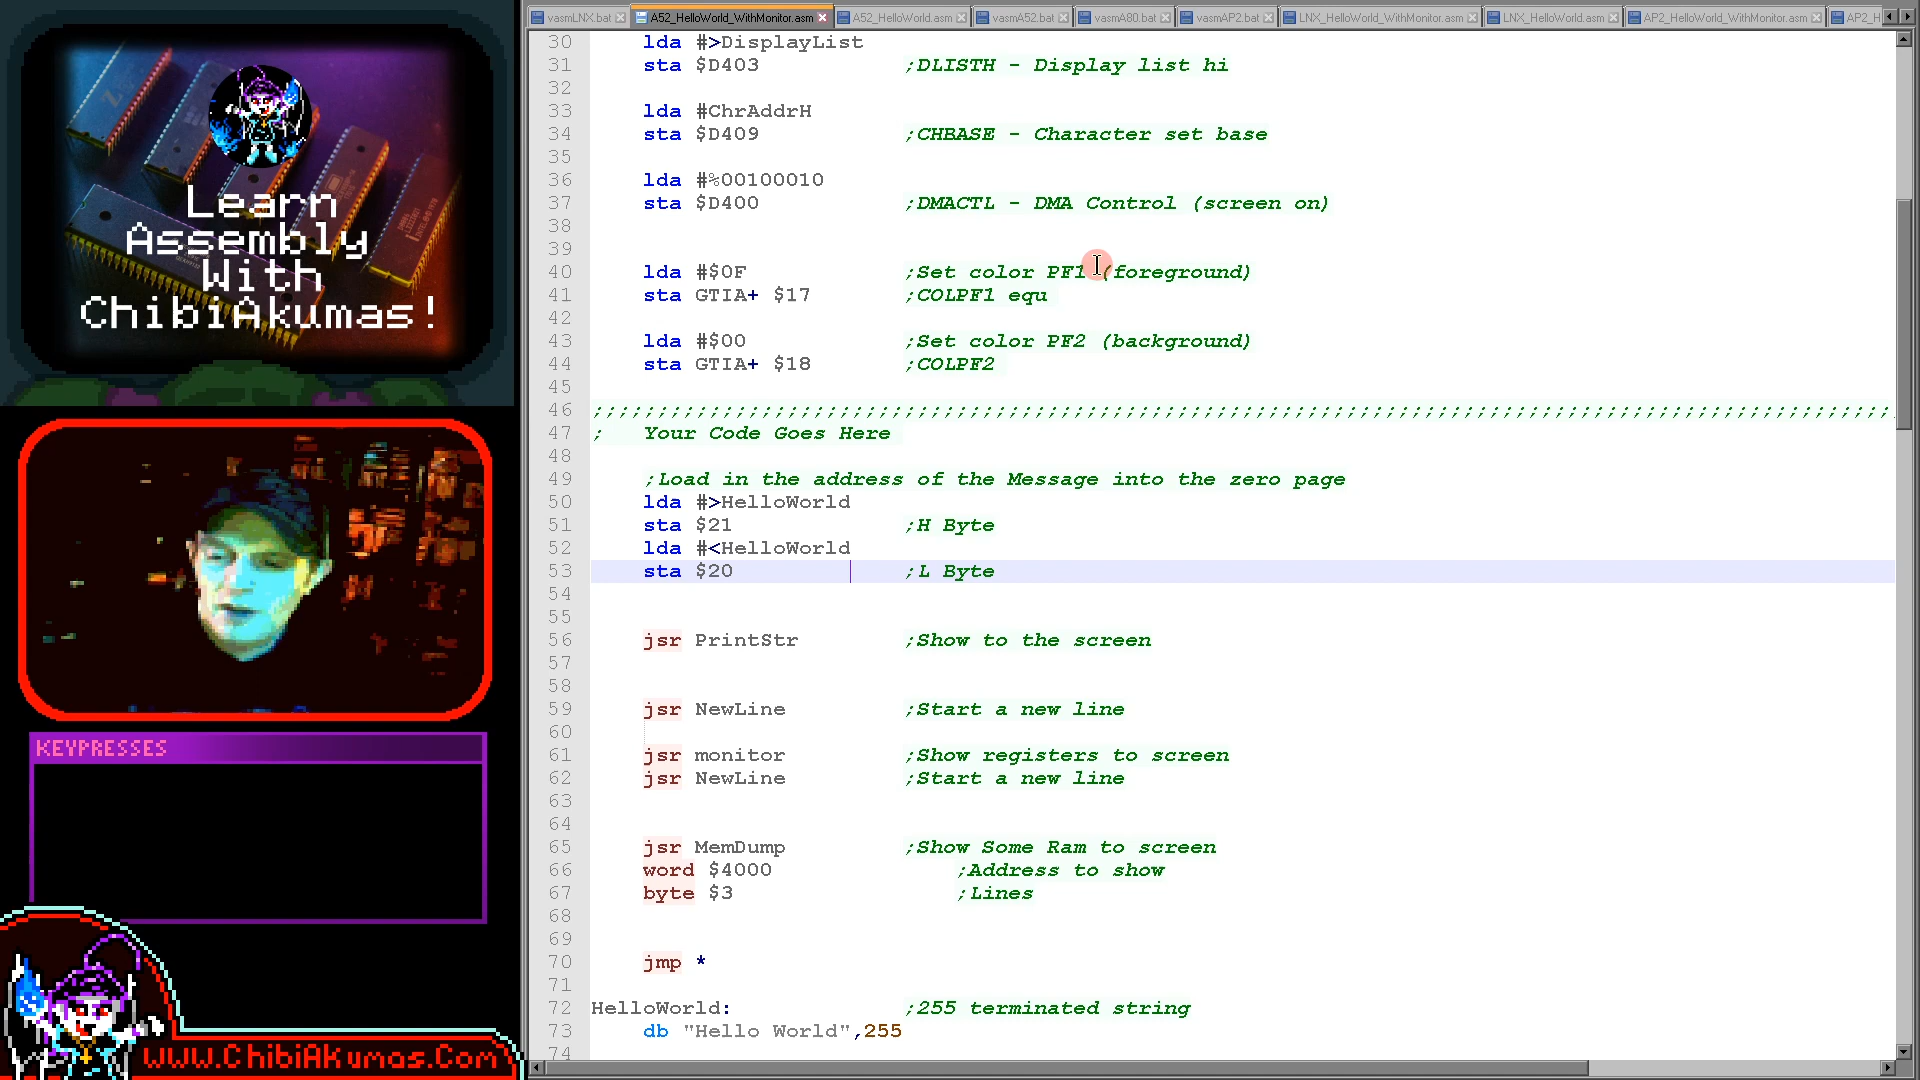 Learn
Assembly
With
ChibiAkumas!
KEYPRESSES
www.ChibiAkumas.Com
vasmLNX.bat A52_HelloWorld_WithMonitor.asm A52_HelloWorld.asm vasmA52.bat vasmA80.bat vasmAP2.bat LNX_HelloWorld_WithMonitor.asm LNX_HelloWorld.asm AP2_HelloWorld_WithMonitor.asm AP2_H
30 lda #>DisplayList
31 sta $D403 ;DLISTH - Display list hi
32
33 lda #ChrAddrH
34 sta $D409 ;CHBASE - Character set base
35
36 lda #%00100010
37 sta $D400 ;DMACTL - DMA Control (screen on)
38
39
40 lda #$0F ;Set color PF1 (foreground)
41 sta GTIA+ $17 ;COLPF1 equ
42
43 lda #$00 ;Set color PF2 (background)
44 sta GTIA+ $18 ;COLPF2
45
46 ;;;;;;;;;;;;;;;;;;;;;;;;;;;;;;;;;;;;;;;;;;;;;;;;;;;;;;;;;;;;;;;;;;;;;;;;;;;;;;;;;;;;;;;;;;;;;;;;;;;;
47 ; Your Code Goes Here
48
49 ;Load in the address of the Message into the zero page
50 lda #>HelloWorld
51 sta $21 ;H Byte
52 lda #<HelloWorld
53 sta $20 ;L Byte
54
55
56 jsr PrintStr ;Show to the screen
57
58
59 jsr NewLine ;Start a new line
60
61 jsr monitor ;Show registers to screen
62 jsr NewLine ;Start a new line
63
64
65 jsr MemDump ;Show Some Ram to screen
66 word $4000 ;Address to show
67 byte $3 ;Lines
68
69
70 jmp *
71
72 HelloWorld: ;255 terminated string
73 db "Hello World",255
74